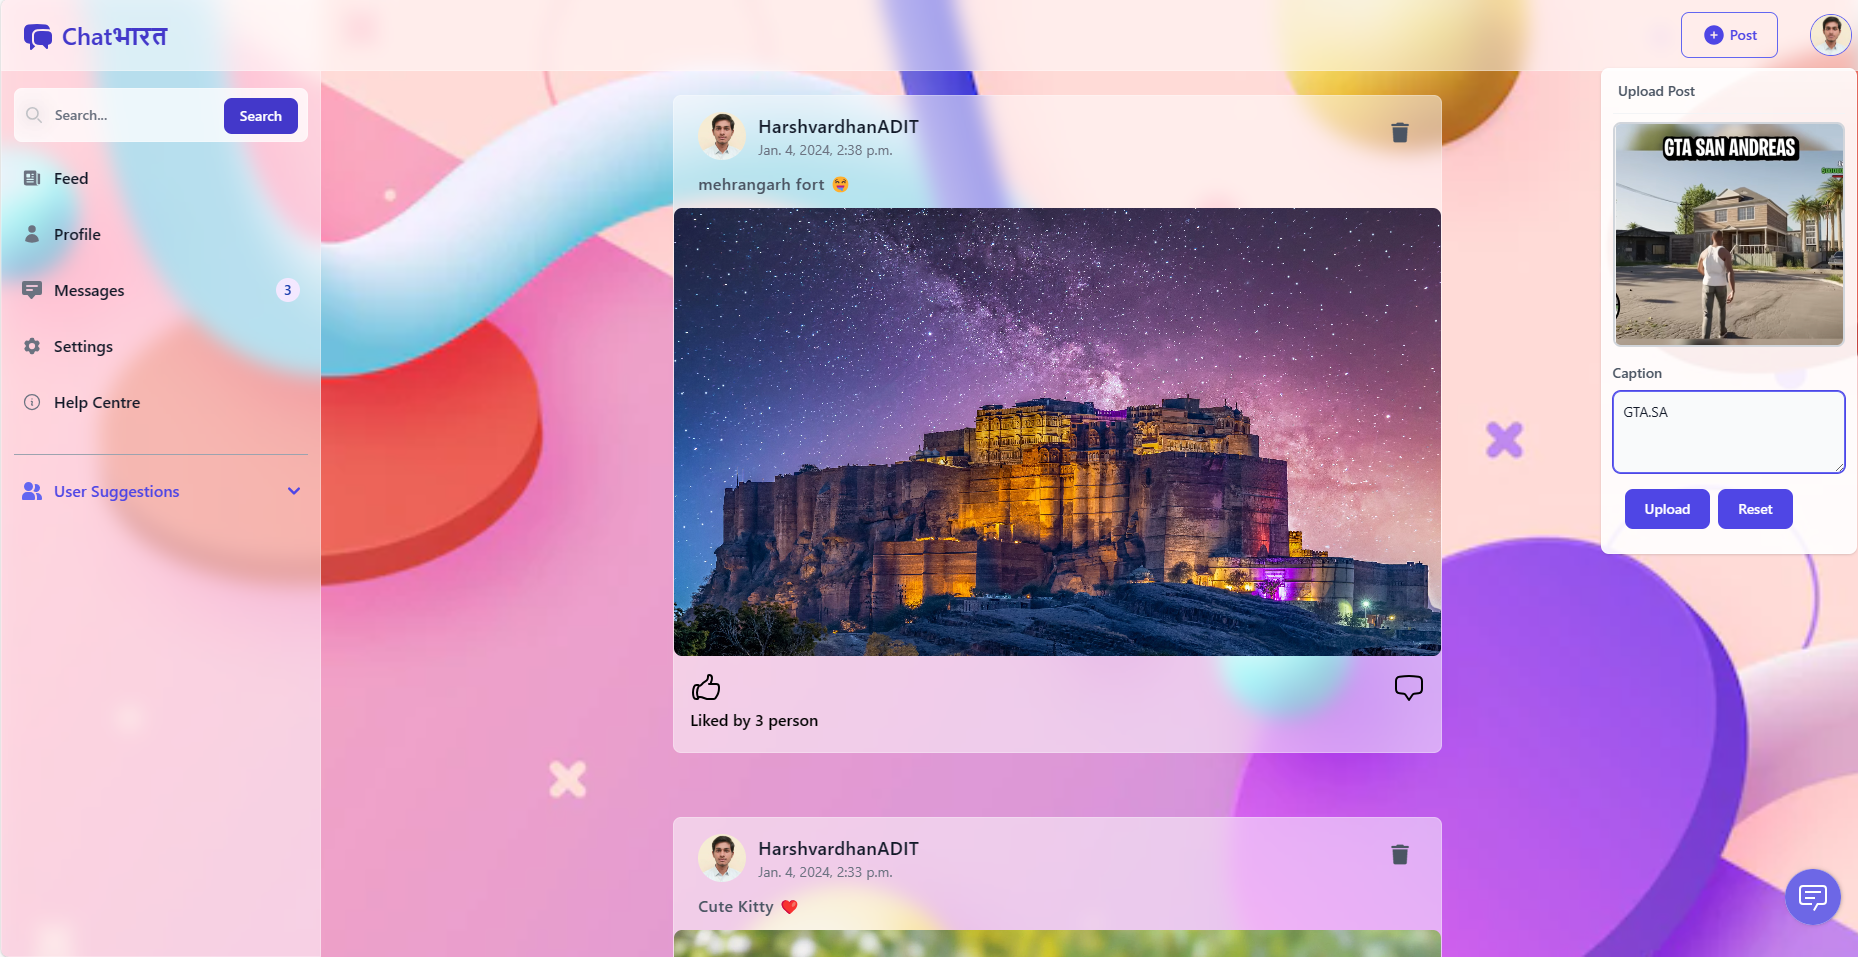 Chatभारत
Post
Search...
Search
Feed
Profile
Messages
3
Settings
Help Centre
User Suggestions
HarshvardhanADIT
Jan. 4, 2024, 2:38 p.m.
mehrangarh fort 😝
Liked by 3 person
HarshvardhanADIT
Jan. 4, 2024, 2:33 p.m.
Cute Kitty ❤️
Upload Post
GTA SAN ANDREAS
Caption
GTA.SA
Upload
Reset